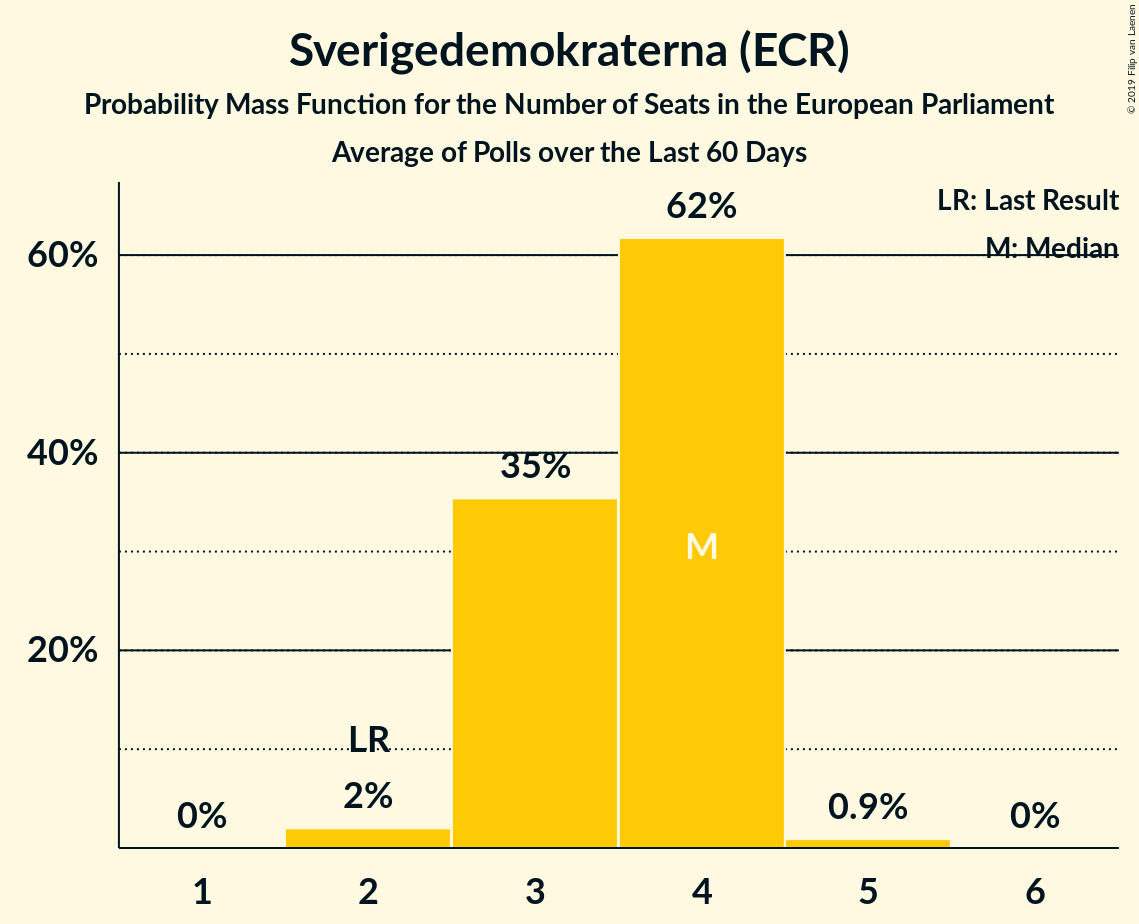 Sverigedemokraterna (ECR)
Probability Mass Function for the Number of Seats in the European Parliament
Average of Polls over the Last 60 Days
© 2019 Filip van Laenen
LR: Last Result
M: Median
62%
60%
40%
35%
M
20%
LR
2%
0%
0.9%
0%
1 2 3 4 5 6